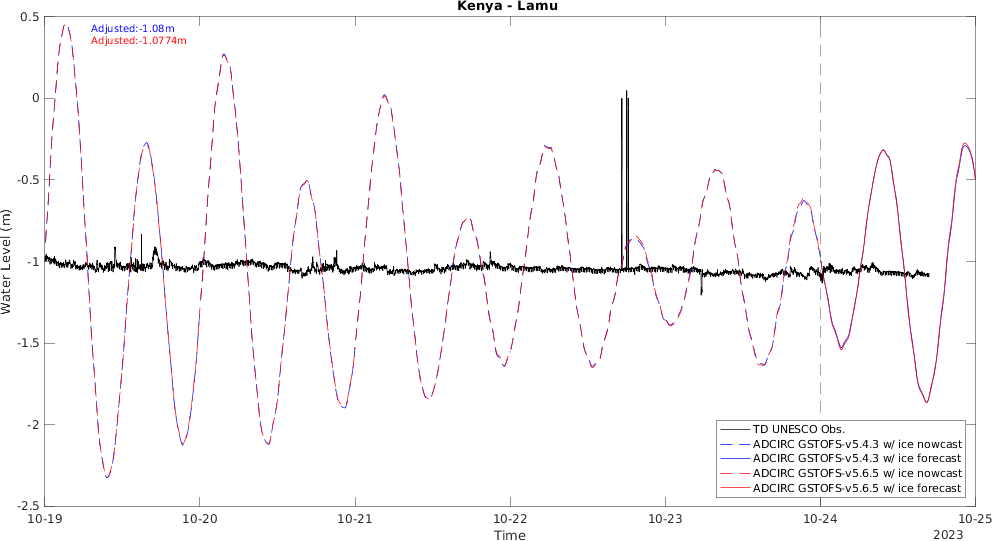 Kenya - Lamu
Adjusted:-1.08m
Adjusted:-1.0774m
0.5
0
-0.5
-1
-1.5
-2
-2.5
Water Level (m)
10-19 10-20 10-21 10-22 10-23 10-24 10-25
Time
2023
TD UNESCO Obs.
ADCIRC GSTOFS-v5.4.3 w/ ice nowcast
ADCIRC GSTOFS-v5.4.3 w/ ice forecast
ADCIRC GSTOFS-v5.6.5 w/ ice nowcast
ADCIRC GSTOFS-v5.6.5 w/ ice forecast